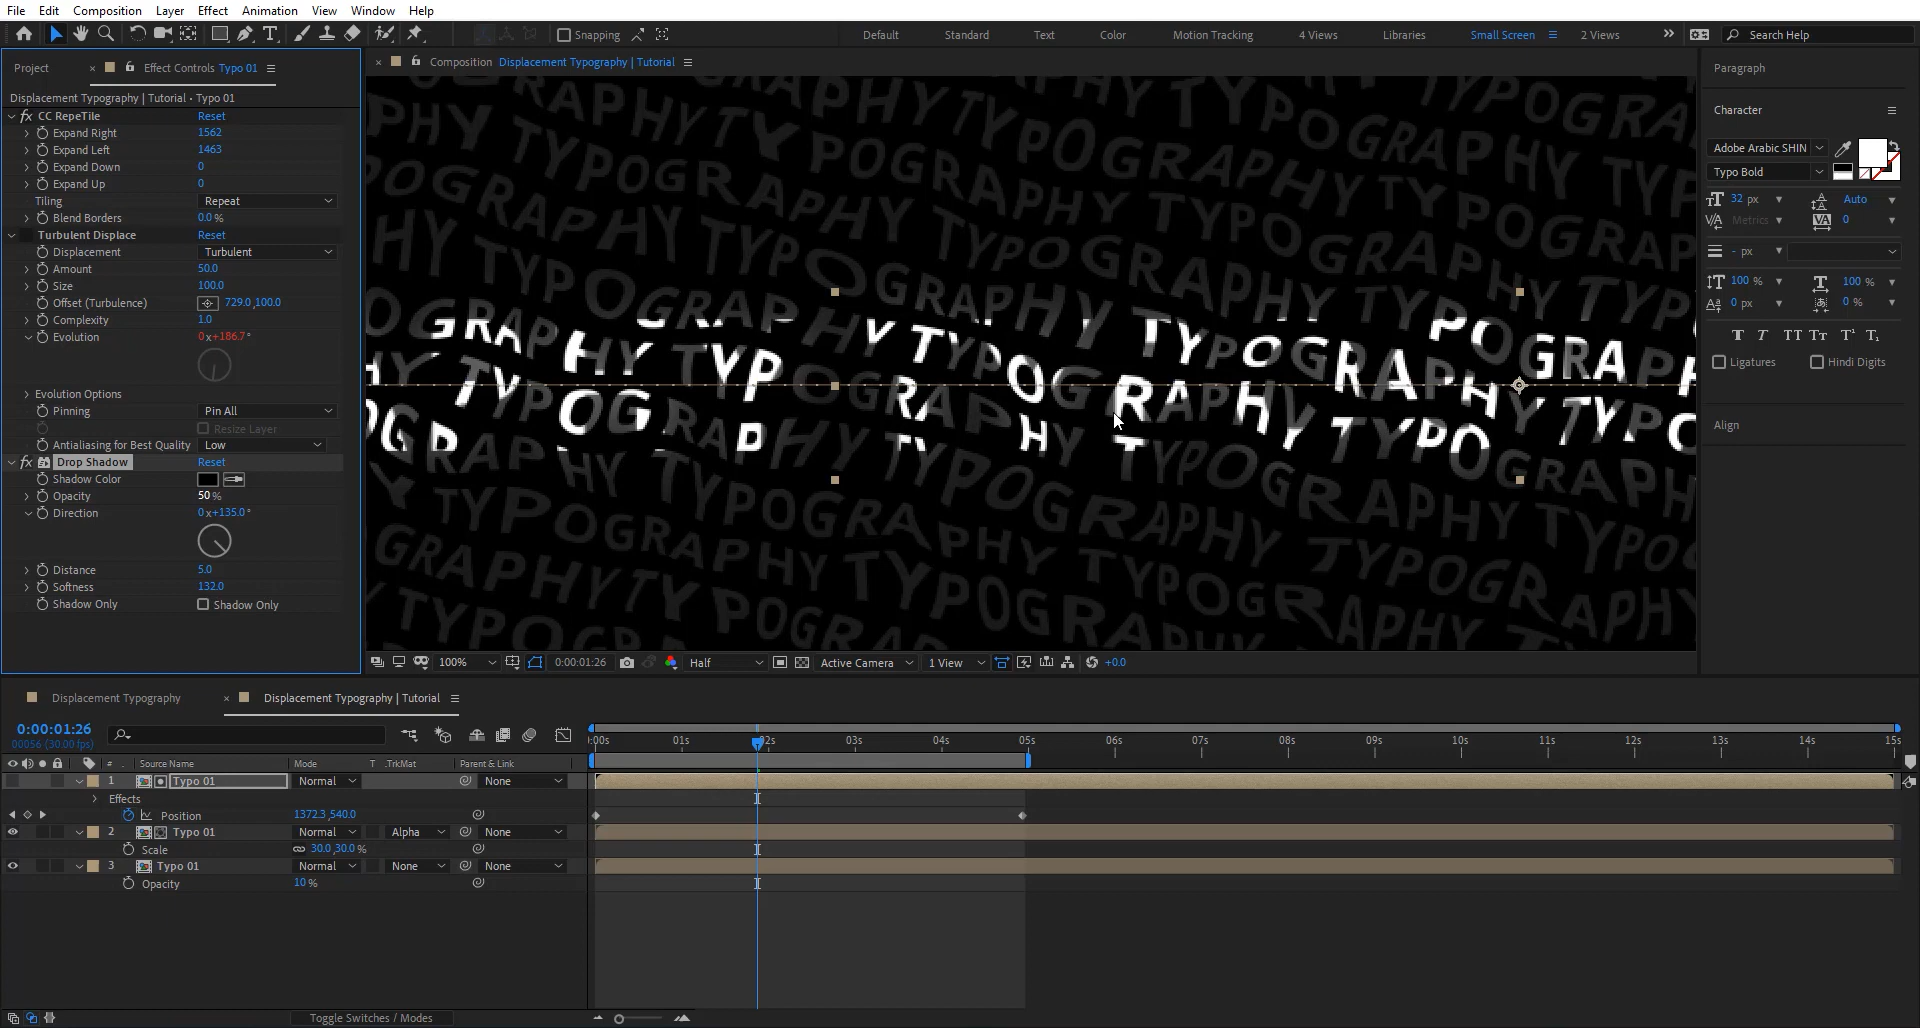 File Edit Composition Layer Effect Animation View Window Help
Snapping Default Standard Text Color Motion Tracking 4 Views Libraries Small Screen 2 Views Search Help
Project Effect Controls Typo 01
Displacement Typography | Tutorial • Typo 01
fx CC RepeTile Reset
Expand Right 1562
Expand Left 1463
Expand Down 0
Expand Up 0
Tiling Repeat
Blend Borders 0.0 %
Turbulent Displace Reset
Displacement Turbulent
Amount 50.0
Size 100.0
Offset (Turbulence) 729.0,100.0
Complexity 1.0
Evolution 0 x+186.7°
Evolution Options
Pinning Pin All
Resize Layer
Antialiasing for Best Quality Low
fx Drop Shadow Reset
Shadow Color
Opacity 50 %
Direction 0 x+135.0°
Distance 5.0
Softness 132.0
Shadow Only Shadow Only
Composition Displacement Typography | Tutorial
TYPOGRAPHY TYPOGRAPHY
100% 0:00:01:26 Half Active Camera 1 View +0.0
Paragraph
Character
Adobe Arabic SHIN
Typo Bold
32 px Auto
Metrics 0
- px
100 % 100 %
0 px 0 %
T T TT Tt T¹ T₁
Ligatures Hindi Digits
Align
Displacement Typography Displacement Typography | Tutorial
0:00:01:26
00056 (30.00 fps)
:00s 01s 02s 03s 04s 05s 06s 07s 08s 09s 10s 11s 12s 13s 14s 15s
# Source Name Mode T .TrkMat Parent & Link
1 Typo 01 Normal None
Effects
Position 1372.3,540.0
2 Typo 01 Normal Alpha None
Scale 30.0,30.0 %
3 Typo 01 Normal None None
Opacity 10 %
Toggle Switches / Modes